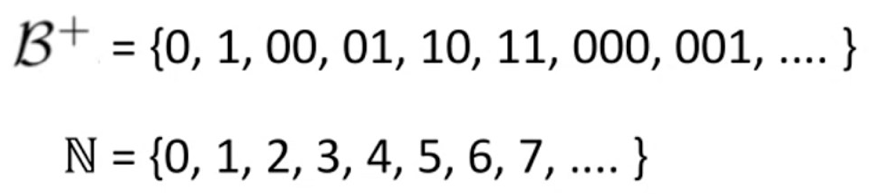 ℬ⁺ = {0, 1, 00, 01, 10, 11, 000, 001, .... }
ℕ = {0, 1, 2, 3, 4, 5, 6, 7, .... }